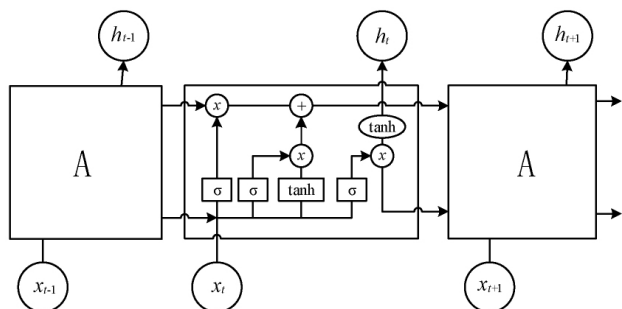 h_{t-1} h_t h_{t+1}
x +
tanh
A x x A
σ σ tanh σ
x_{t-1} x_t x_{t+1}